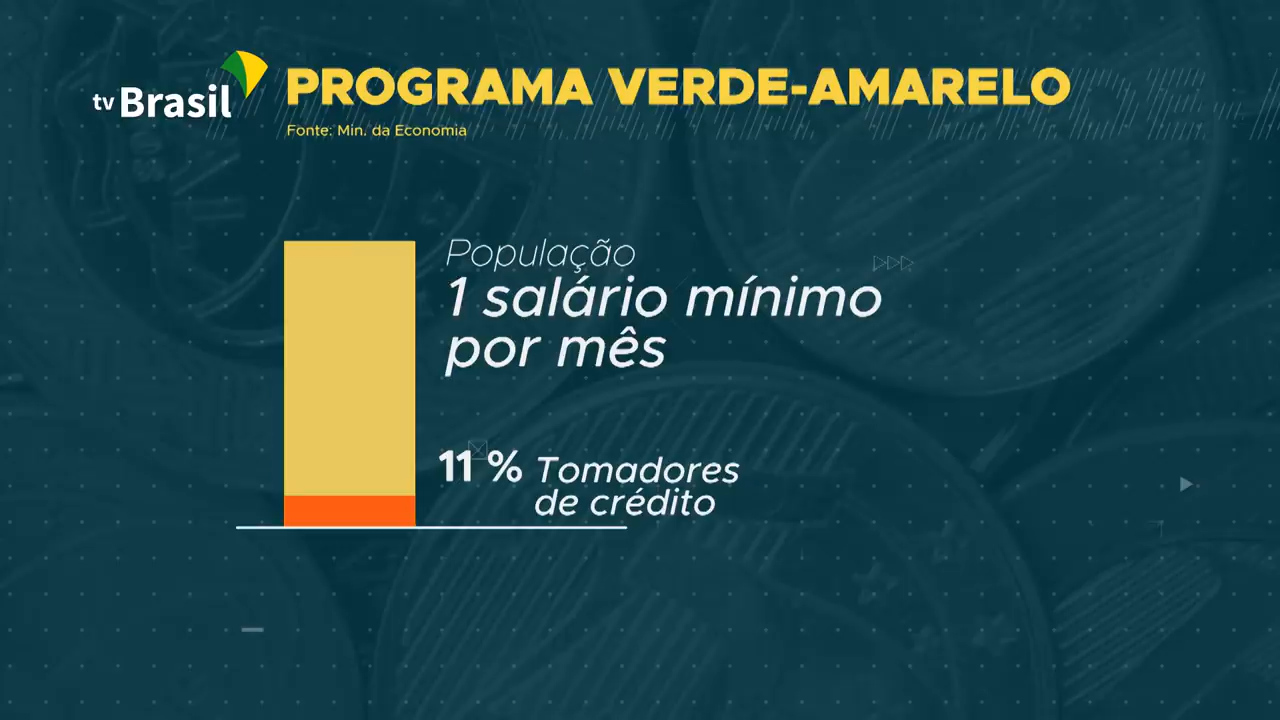 tv Brasil
PROGRAMA VERDE-AMARELO
Fonte: Min. da Economia
População
1 salário mínimo
por mês
11 % Tomadores
de crédito